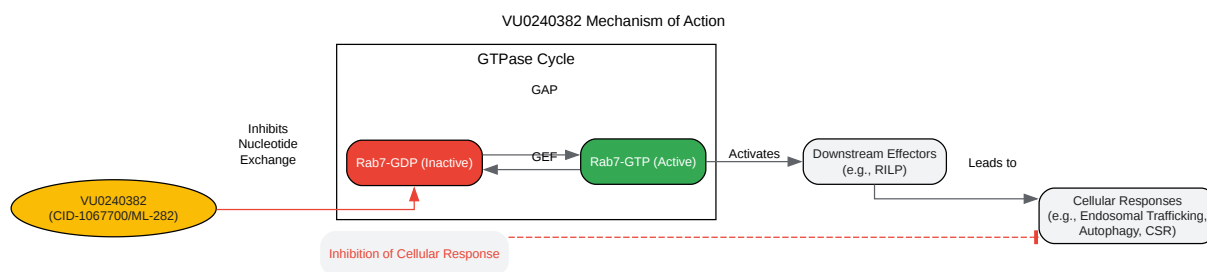 VU0240382 Mechanism of Action
GTPase Cycle
GAP
Inhibits
Nucleotide
Exchange
Rab7-GDP (Inactive)
GEF
Rab7-GTP (Active)
Activates
Downstream Effectors
(e.g., RILP)
Leads to
VU0240382
(CID-1067700/ML-282)
Cellular Responses
(e.g., Endosomal Trafficking,
Autophagy, CSR)
Inhibition of Cellular Response